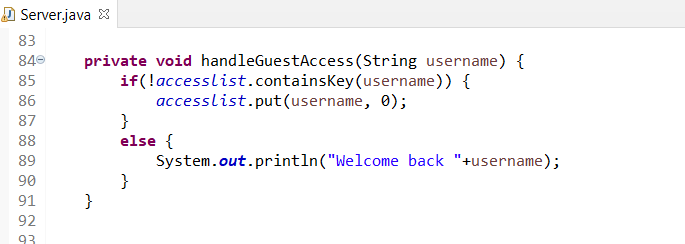 Server.java
83
84 private void handleGuestAccess(String username) {
85 if(!accesslist.containsKey(username)) {
86 accesslist.put(username, 0);
87 }
88 else {
89 System.out.println("Welcome back "+username);
90 }
91 }
92
93